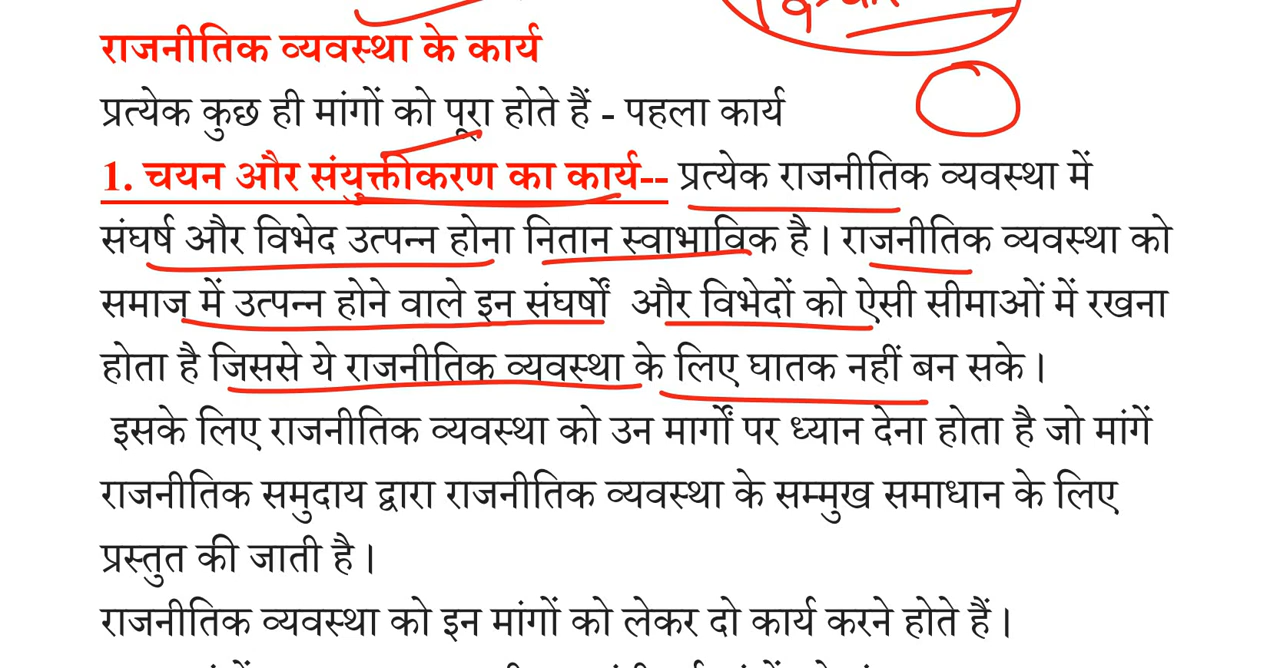 राजनीतिक व्यवस्था के कार्य
प्रत्येक कुछ ही मांगों को पूरा होते हैं - पहला कार्य
1. चयन और संयुक्तीकरण का कार्य-- प्रत्येक राजनीतिक व्यवस्था में
संघर्ष और विभेद उत्पन्न होना नितान स्वाभाविक है। राजनीतिक व्यवस्था को
समाज में उत्पन्न होने वाले इन संघर्षों और विभेदों को ऐसी सीमाओं में रखना
होता है जिससे ये राजनीतिक व्यवस्था के लिए घातक नहीं बन सके।
इसके लिए राजनीतिक व्यवस्था को उन मार्गों पर ध्यान देना होता है जो मांगें
राजनीतिक समुदाय द्वारा राजनीतिक व्यवस्था के सम्मुख समाधान के लिए
प्रस्तुत की जाती है।
राजनीतिक व्यवस्था को इन मांगों को लेकर दो कार्य करने होते हैं।